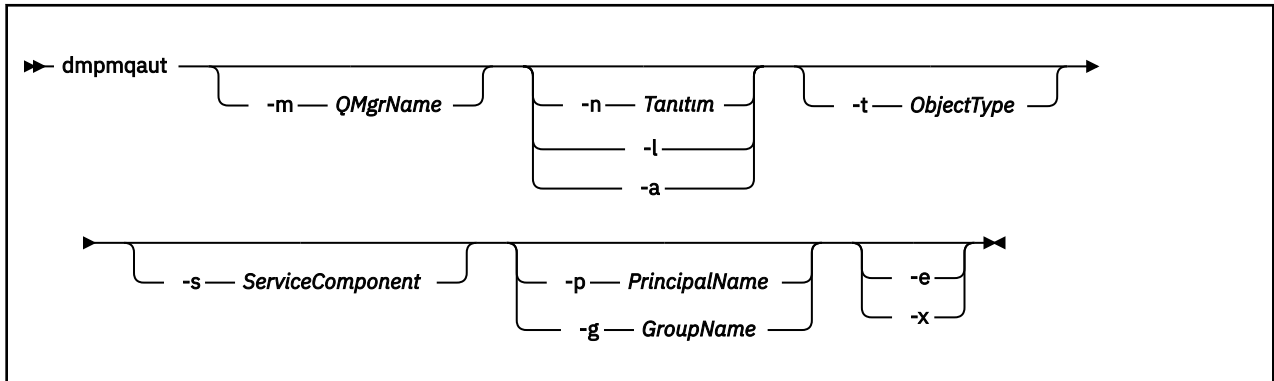 dmpmqaut -m QMgrName -n Tanıtım -t ObjectType
-l
-a
-s ServiceComponent -p PrincipalName -e
-g GroupName -x